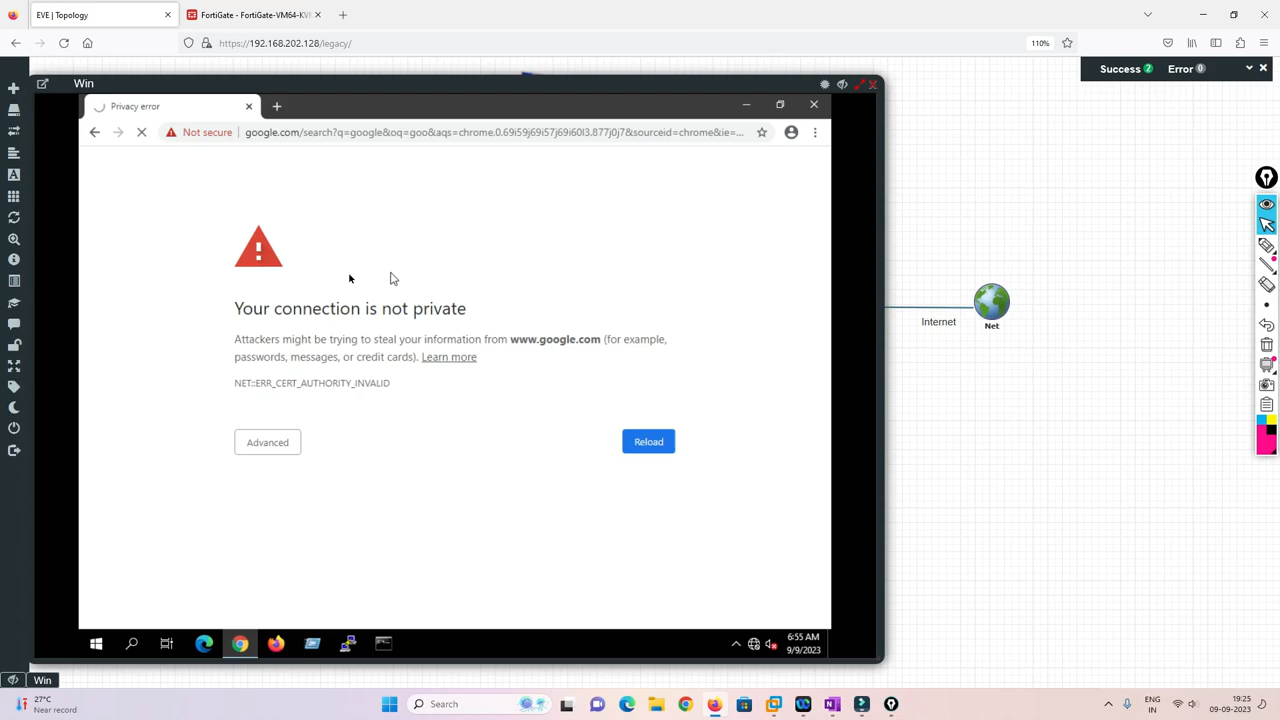 EVE | Topology
FortiGate - FortiGate-VM64-KV
https://192.168.202.128/legacy/
110%
Win
Success 2 Error 0
Privacy error
Not secure
google.com/search?q=google&oq=goo&aqs=chrome.0.69i59j69i57j69i60l3.877j0j7&sourceid=chrome&ie=...
Your connection is not private
Attackers might be trying to steal your information from www.google.com (for example,
passwords, messages, or credit cards). Learn more
NET::ERR_CERT_AUTHORITY_INVALID
Advanced
Reload
Internet
Net
6:55 AM
9/9/2023
Win
27°C
Near record
Search
ENG
IN
19:25
09-09-2023